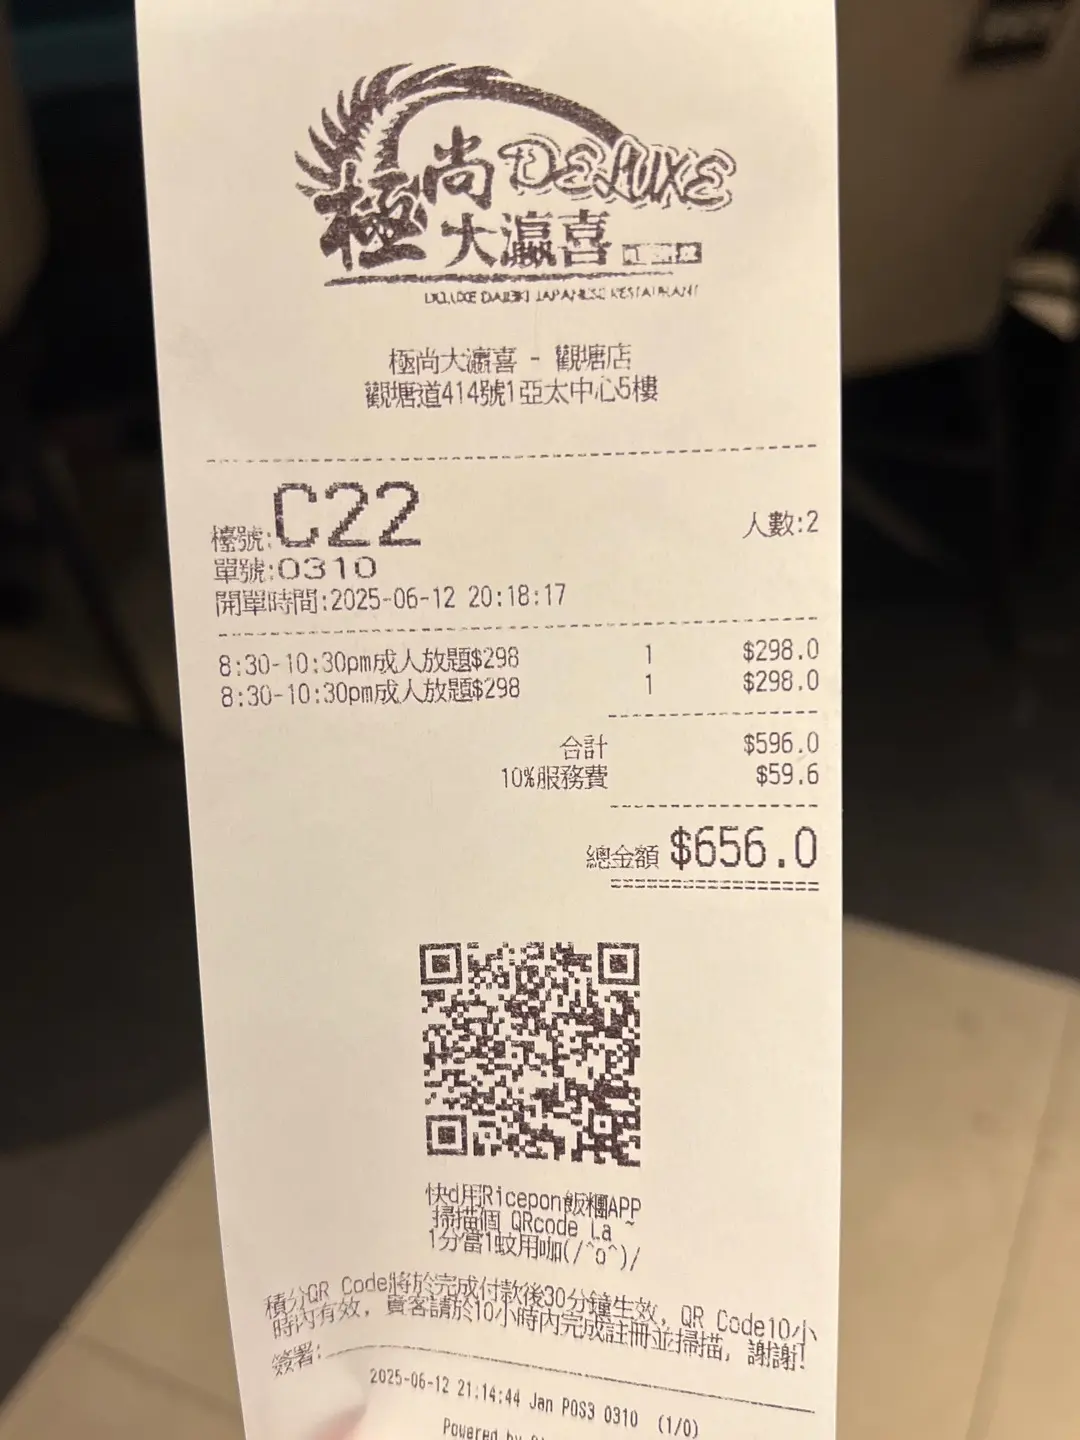 極尚 DELUXE
大瀛喜
DELUXE DAIEKI JAPANESE RESTAURANT
極尚大瀛喜 - 觀塘店
觀塘道414號1亞太中心5樓
檯號:C22 人數:2
單號:0310
開單時間:2025-06-12 20:18:17
8:30-10:30pm成人放題$298 1 $298.0
8:30-10:30pm成人放題$298 1 $298.0
合計 $596.0
10%服務費 $59.6
總金額 $656.0
快d用Ricepon飯糰APP
掃描個 QRcode La ~
1分當1蚊用咖(/^o^)/
積分QR Code將於完成付款後30分鐘生效, QR Code10小
時內有效, 貴客請於10小時內完成註冊並掃描, 謝謝!
簽署:
2025-06-12 21:14:44 Jan POS3 0310 (1/0)
Powered by